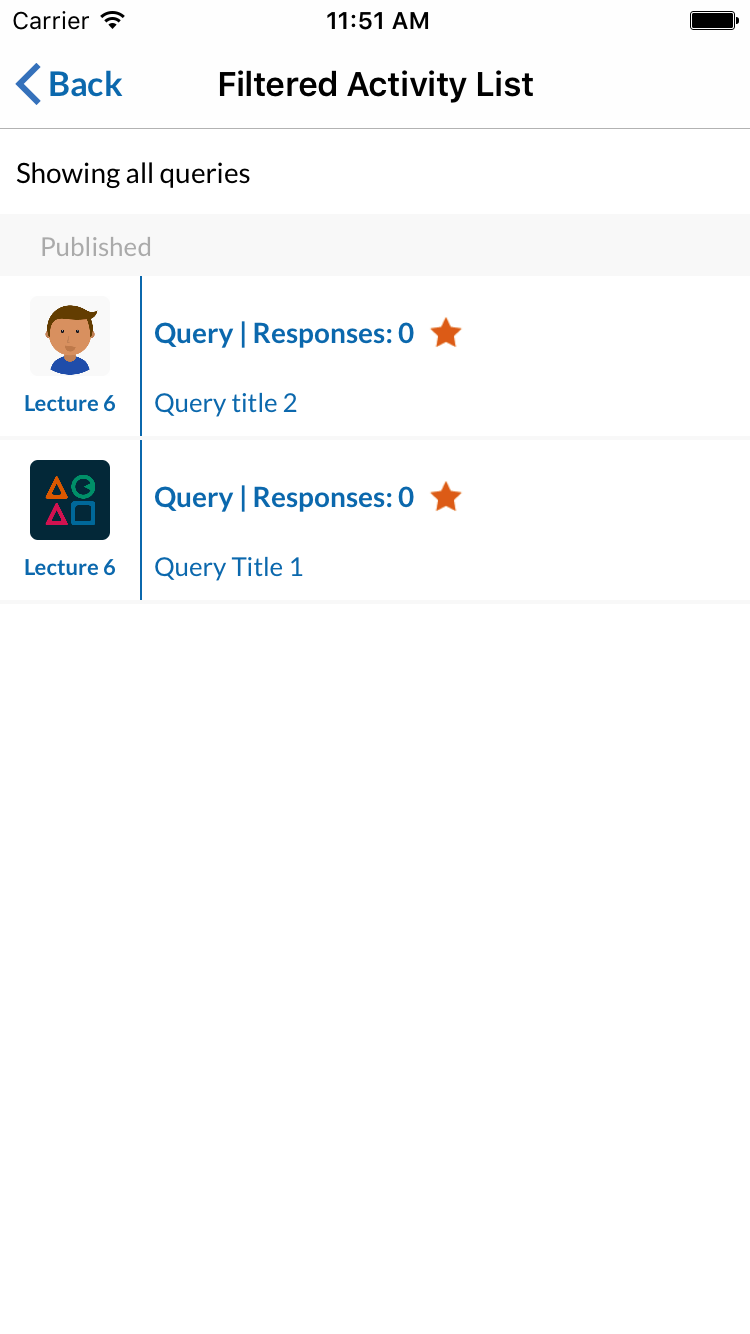 Carrier 11:51 AM
Back Filtered Activity List
Showing all queries
Published
Query | Responses: 0
Lecture 6 Query title 2
Query | Responses: 0
Lecture 6 Query Title 1